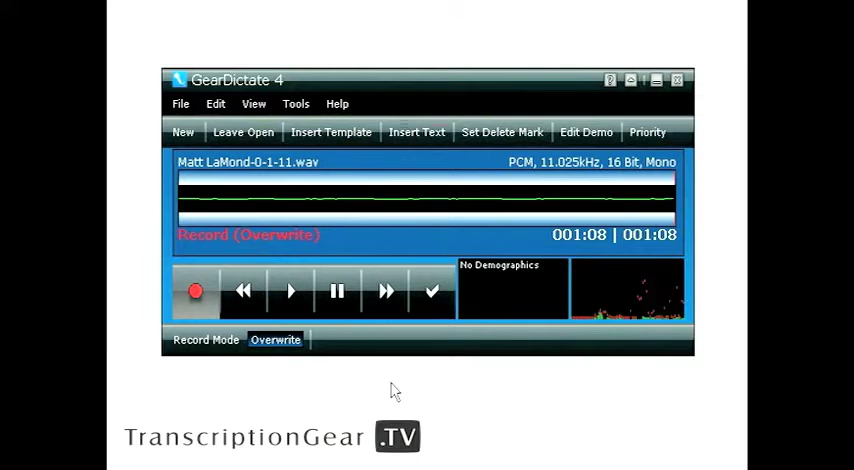 GearDictate 4
File Edit View Tools Help
New Leave Open Insert Template Insert Text Set Delete Mark Edit Demo Priority
Matt LaMond-0-1-11.wav PCM, 11.025kHz, 16 Bit, Mono
Record (Overwrite) 001:08 | 001:08
No Demographics
Record Mode Overwrite
TranscriptionGear .TV